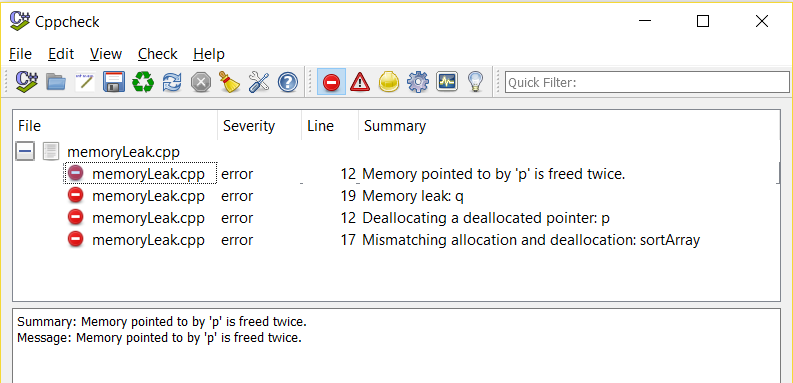 Cppcheck
File Edit View Check Help
Quick Filter:
File Severity Line Summary
memoryLeak.cpp
memoryLeak.cpp error 12 Memory pointed to by 'p' is freed twice.
memoryLeak.cpp error 19 Memory leak: q
memoryLeak.cpp error 12 Deallocating a deallocated pointer: p
memoryLeak.cpp error 17 Mismatching allocation and deallocation: sortArray
Summary: Memory pointed to by 'p' is freed twice.
Message: Memory pointed to by 'p' is freed twice.